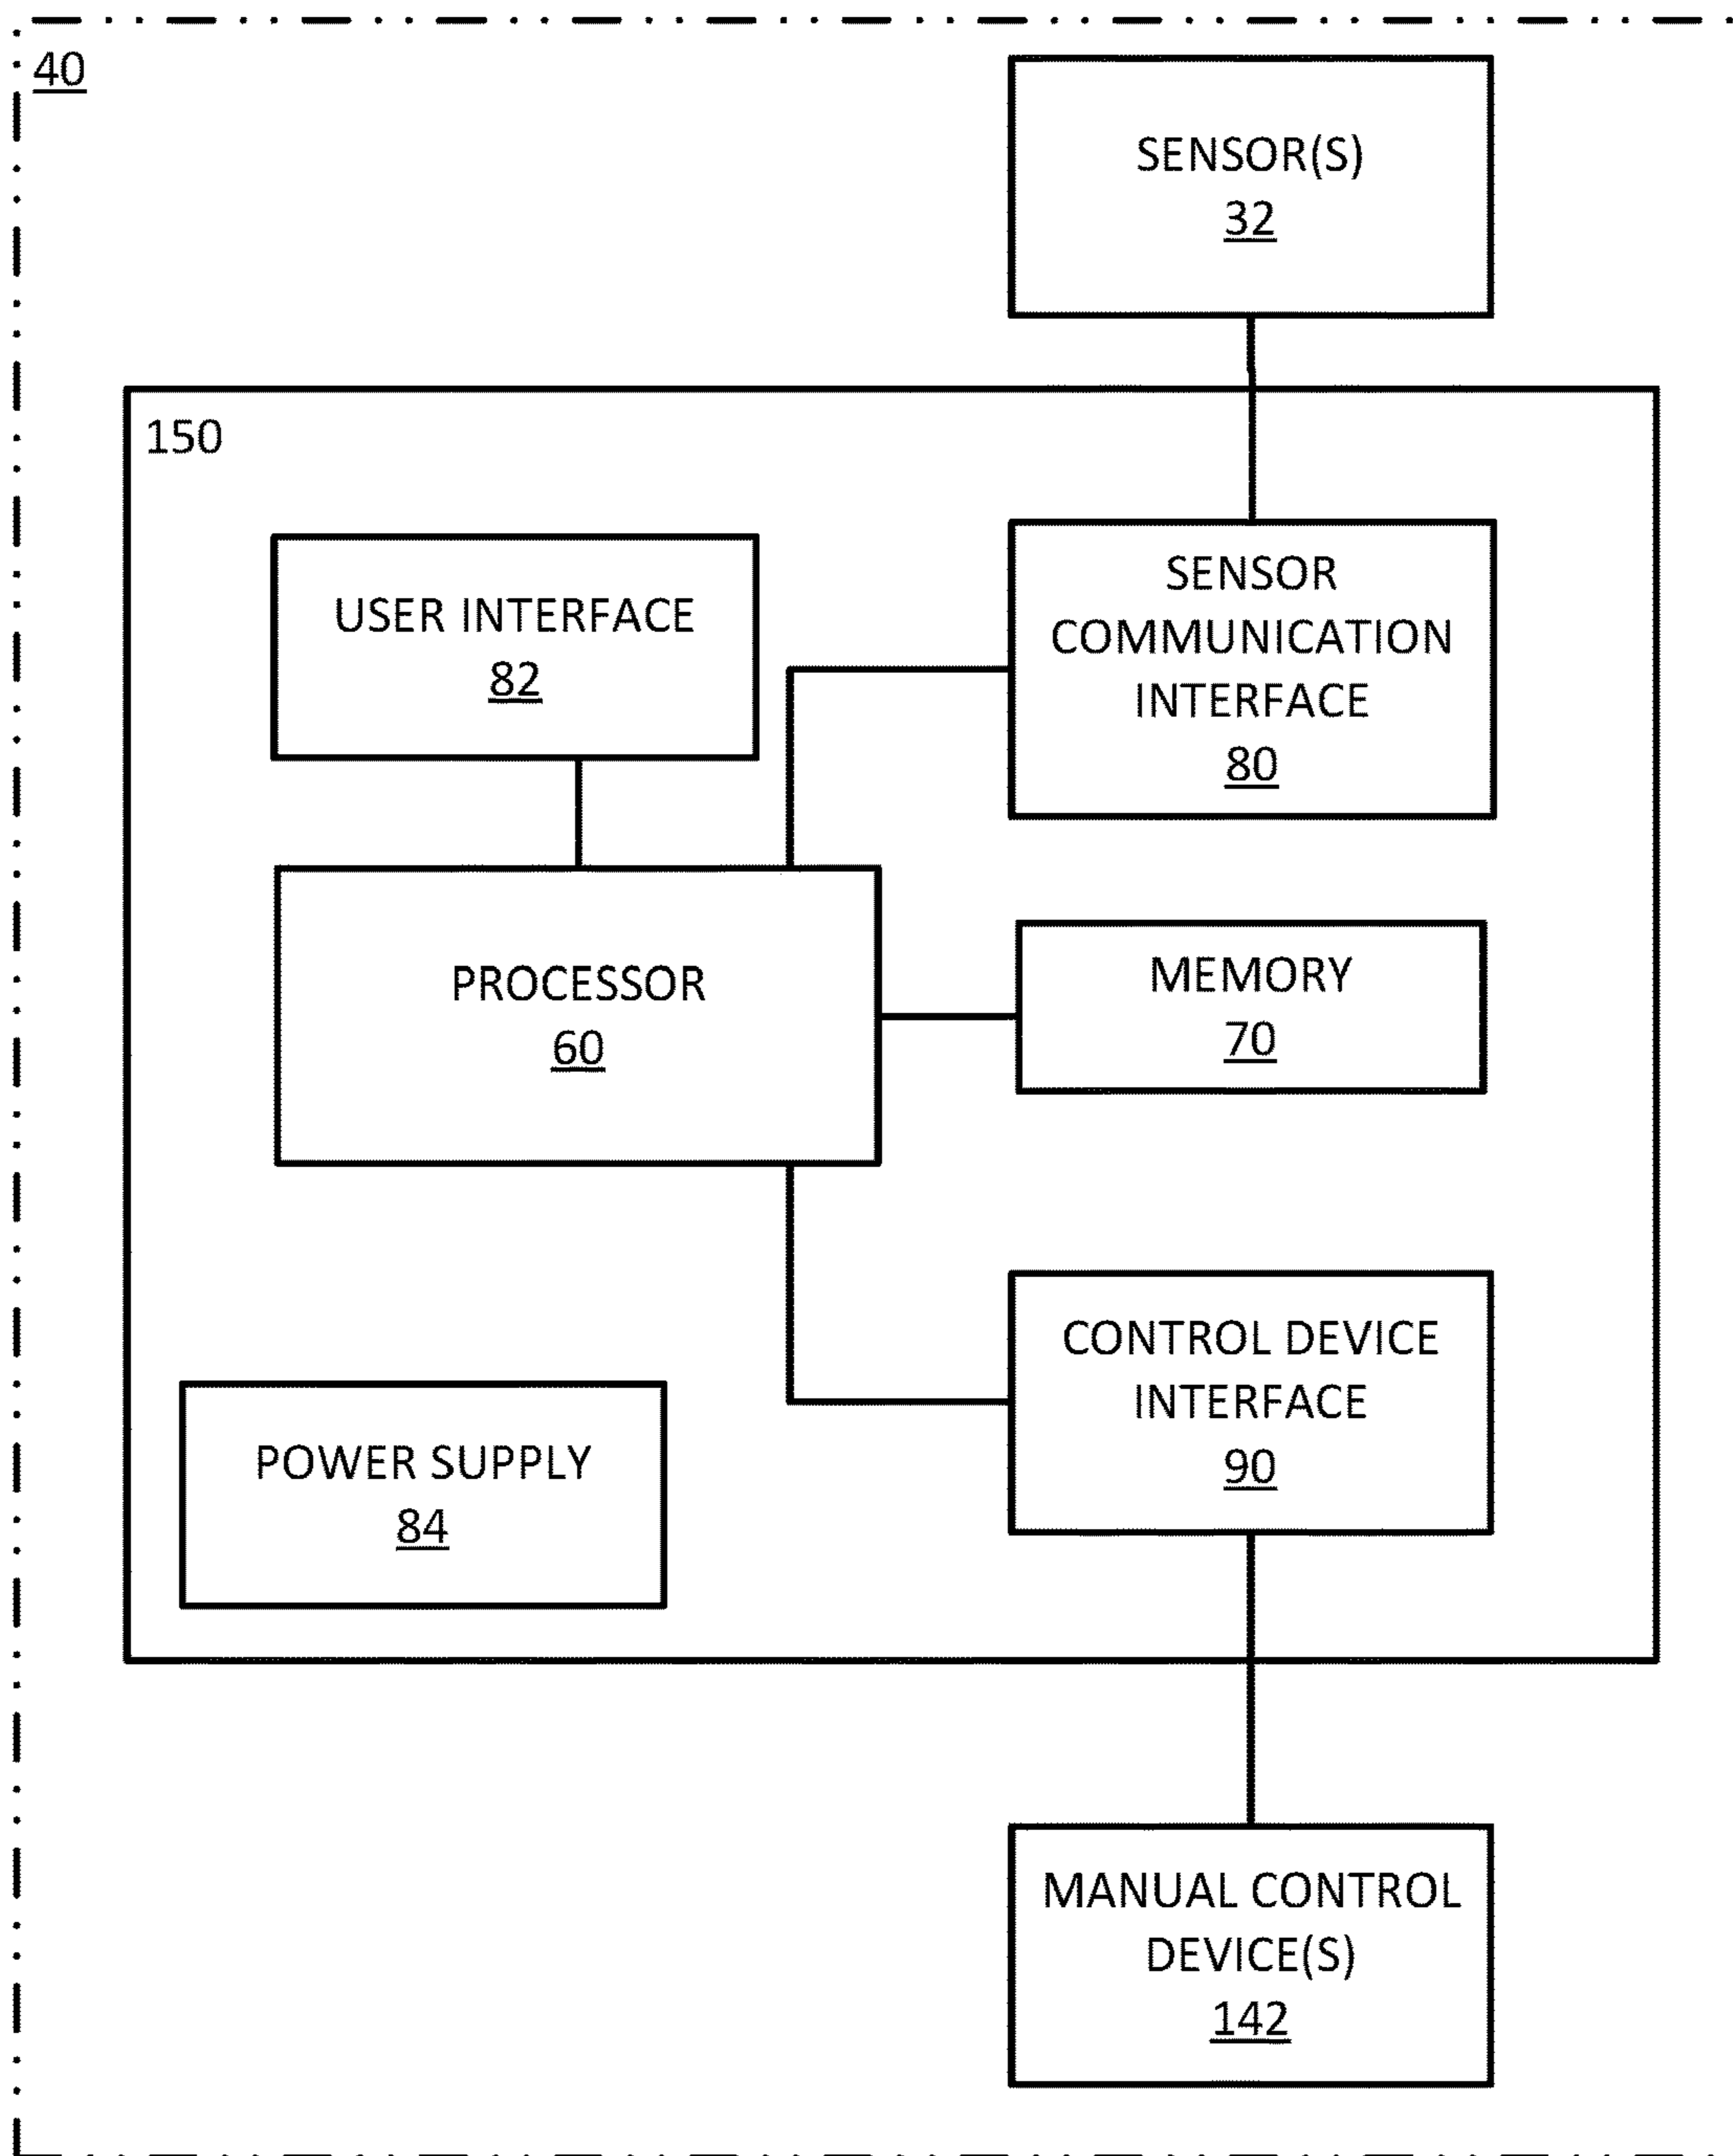 40
SENSOR(S)
32
150
USER INTERFACE
82
SENSOR
COMMUNICATION
INTERFACE
80
PROCESSOR
60
MEMORY
70
CONTROL DEVICE
INTERFACE
90
POWER SUPPLY
84
MANUAL CONTROL
DEVICE(S)
142